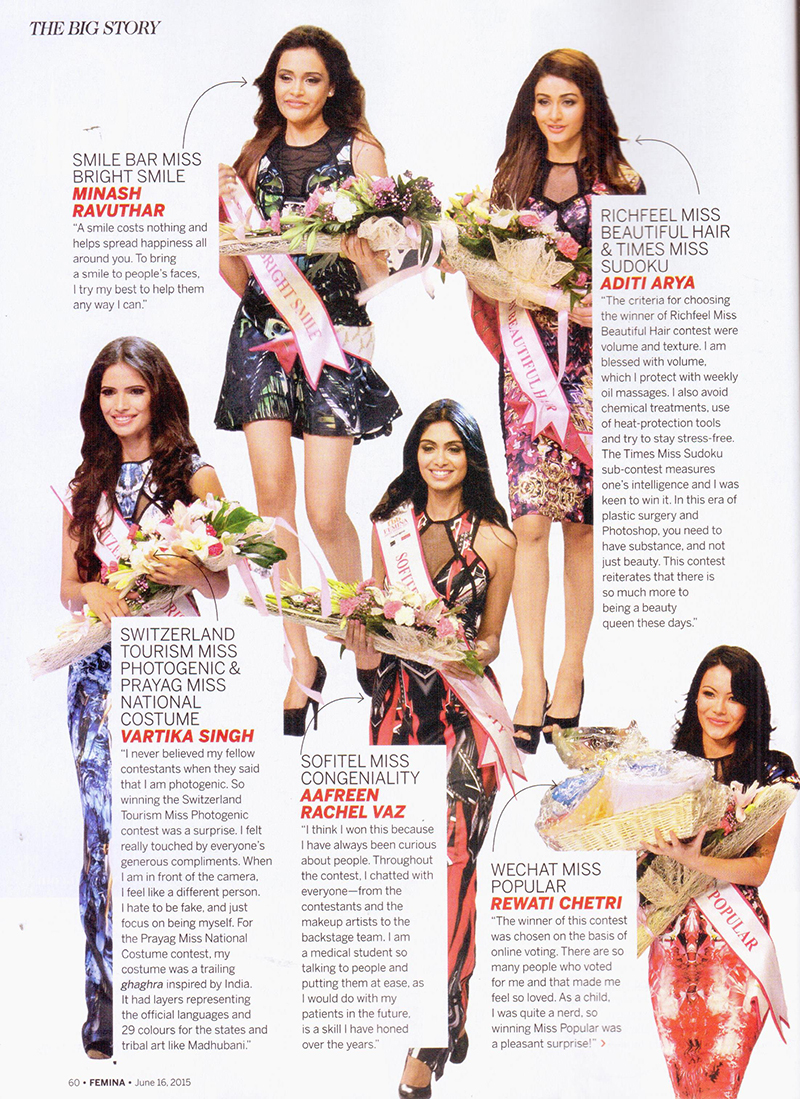 THE BIG STORY
SMILE BAR MISS
BRIGHT SMILE
MINASH
RAVUTHAR
"A smile costs nothing and
helps spread happiness all
around you. To bring
a smile to people's faces,
I try my best to help them
any way I can."
BRIGHT SMILE
RICHFEEL MISS
BEAUTIFUL HAIR
& TIMES MISS
SUDOKU
ADITI ARYA
"The criteria for choosing
the winner of Richfeel Miss
Beautiful Hair contest were
volume and texture. I am
blessed with volume,
which I protect with weekly
oil massages. I also avoid
chemical treatments, use
of heat-protection tools
and try to stay stress-free.
The Times Miss Sudoku
sub-contest measures
one's intelligence and I was
keen to win it. In this era of
plastic surgery and
Photoshop, you need to
have substance, and not
just beauty. This contest
reiterates that there is
so much more to
being a beauty
queen these days."
BEAUTIFUL HAIR
SWITZERLAND
TOURISM MISS
PHOTOGENIC &
PRAYAG MISS
NATIONAL
COSTUME
VARTIKA SINGH
"I never believed my fellow
contestants when they said
that I am photogenic. So
winning the Switzerland
Tourism Miss Photogenic
contest was a surprise. I felt
really touched by everyone's
generous compliments. When
I am in front of the camera,
I feel like a different person.
I hate to be fake, and just
focus on being myself. For
the Prayag Miss National
Costume contest, my
costume was a trailing
ghaghra inspired by India.
It had layers representing
the official languages and
29 colours for the states and
tribal art like Madhubani."
FEMINA
SOFITE
SOFITEL MISS
CONGENIALITY
AAFREEN
RACHEL VAZ
"I think I won this because
I have always been curious
about people. Throughout
the contest, I chatted with
everyone—from the
contestants and the
makeup artists to the
backstage team. I am
a medical student so
talking to people and
putting them at ease, as
I would do with my
patients in the future,
is a skill I have honed
over the years."
WECHAT MISS
POPULAR
REWATI CHETRI
"The winner of this contest
was chosen on the basis of
online voting. There are so
many people who voted
for me and that made me
feel so loved. As a child,
I was quite a nerd, so
winning Miss Popular was
a pleasant surprise!" >
POPULAR
60 • FEMINA • June 16, 2015